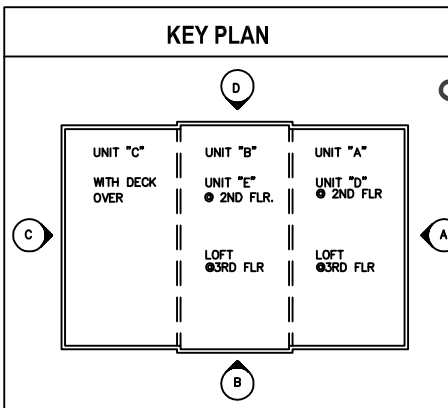 KEY PLAN
D
UNIT "C"
WITH DECK
OVER
UNIT "B"
UNIT "E"
@ 2ND FLR.
LOFT
@3RD FLR
UNIT "A"
UNIT "D"
@ 2ND FLR
LOFT
@3RD FLR
C
A
B